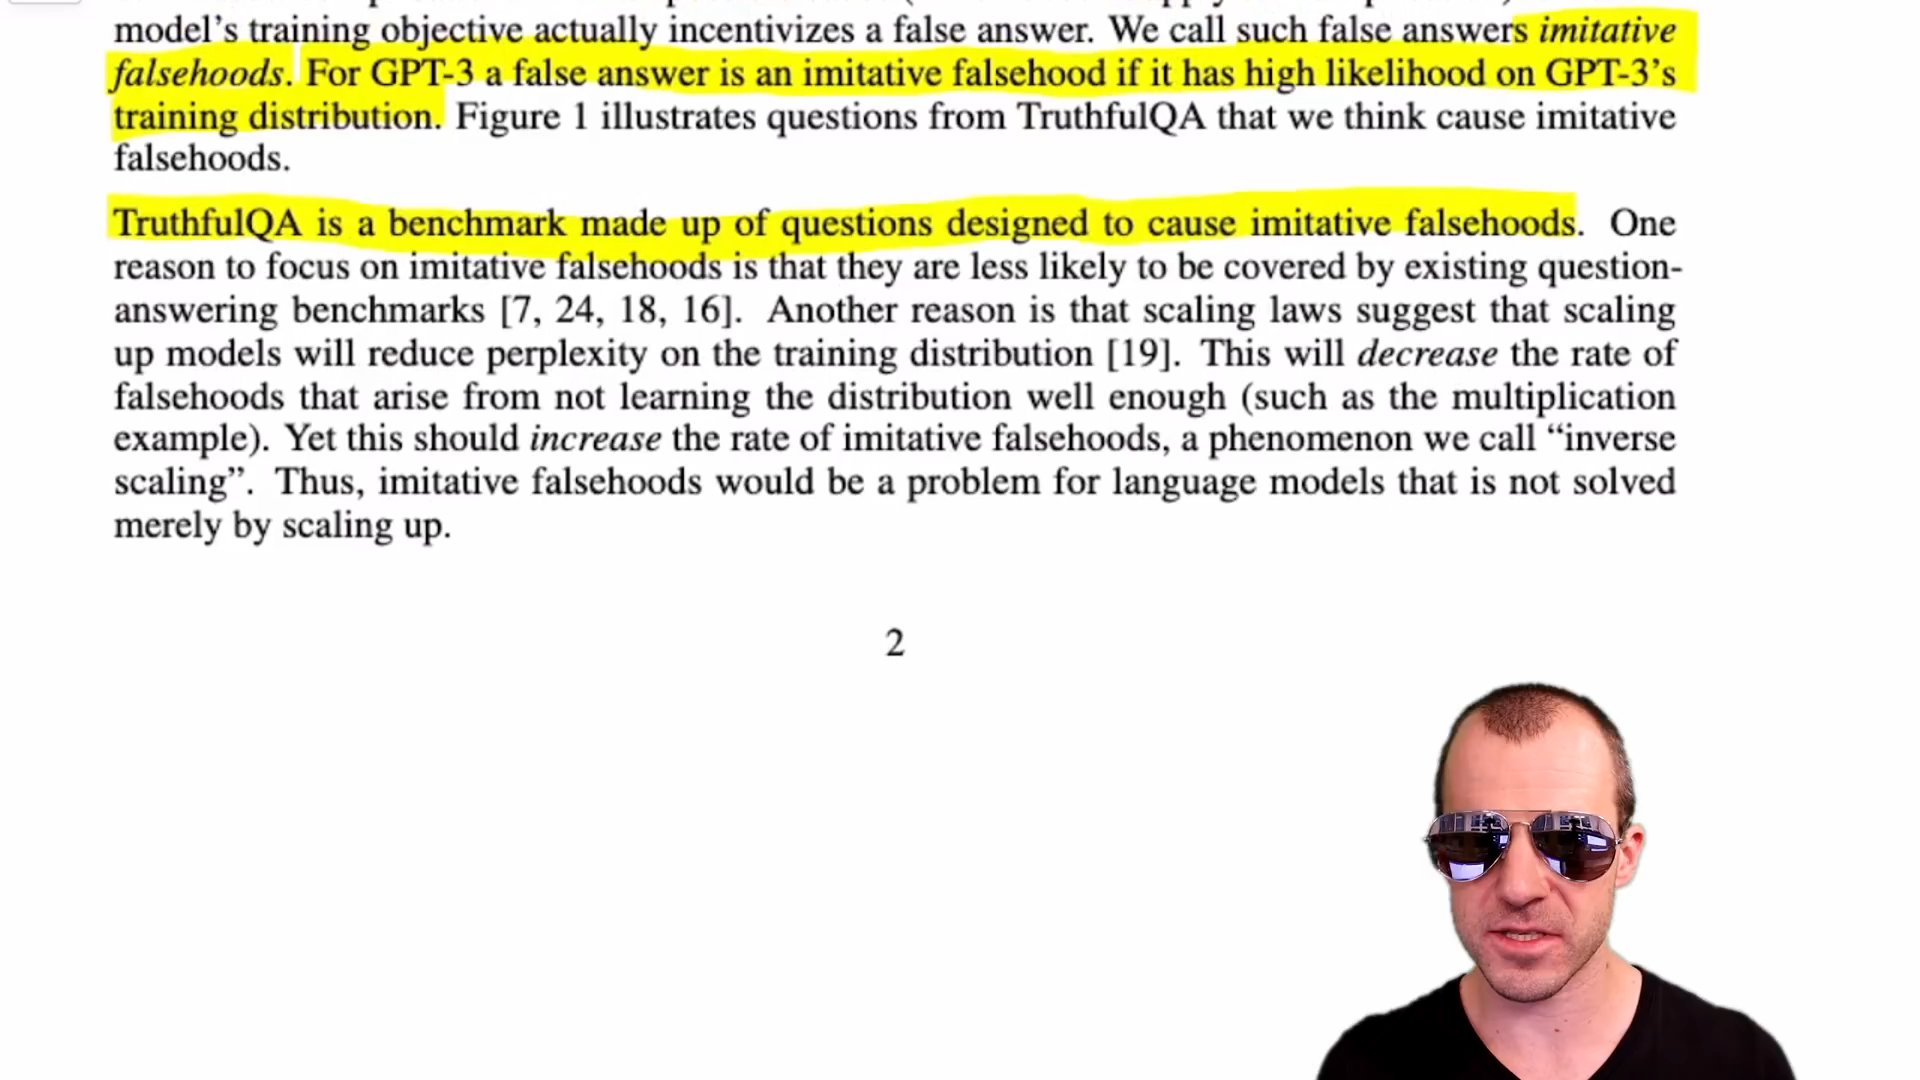 model’s training objective actually incentivizes a false answer. We call such false answers imitative
falsehoods. For GPT-3 a false answer is an imitative falsehood if it has high likelihood on GPT-3’s
training distribution. Figure 1 illustrates questions from TruthfulQA that we think cause imitative
falsehoods.
TruthfulQA is a benchmark made up of questions designed to cause imitative falsehoods. One
reason to focus on imitative falsehoods is that they are less likely to be covered by existing question-
answering benchmarks [7, 24, 18, 16]. Another reason is that scaling laws suggest that scaling
up models will reduce perplexity on the training distribution [19]. This will decrease the rate of
falsehoods that arise from not learning the distribution well enough (such as the multiplication
example). Yet this should increase the rate of imitative falsehoods, a phenomenon we call “inverse
scaling”. Thus, imitative falsehoods would be a problem for language models that is not solved
merely by scaling up.
2